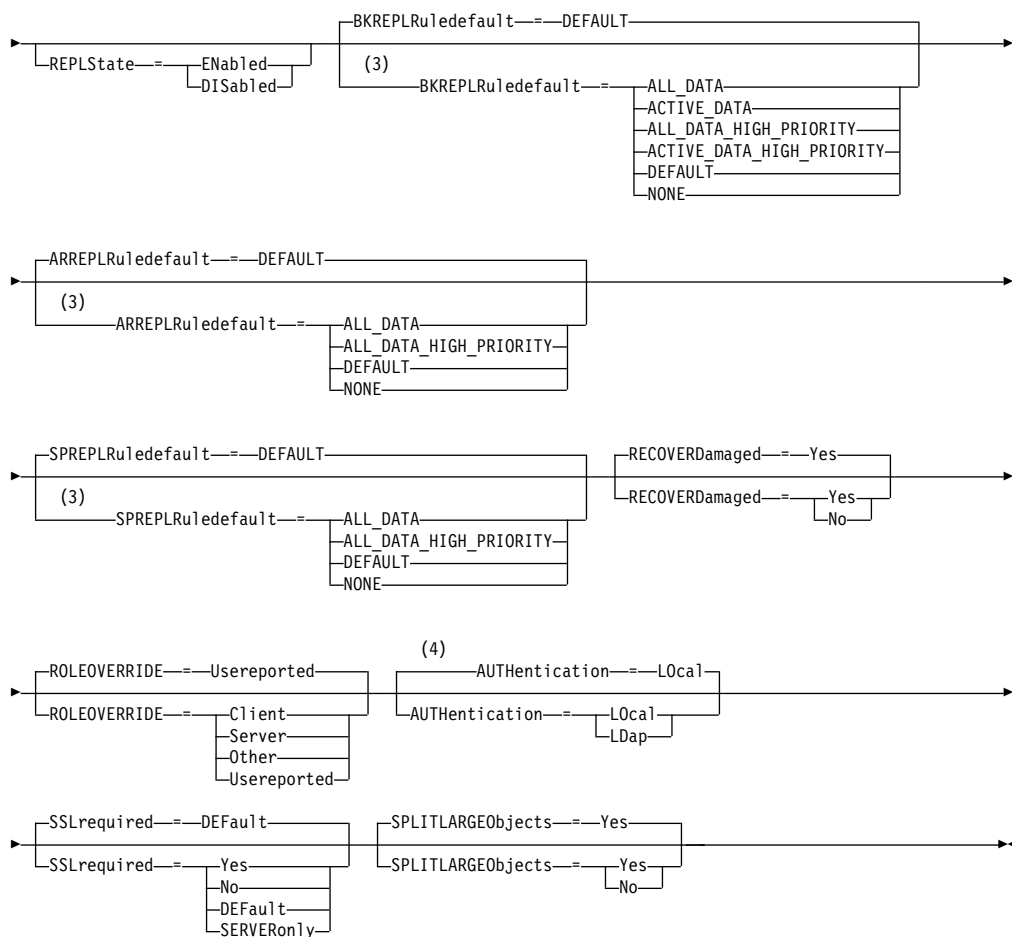 BKREPLRuledefault = DEFAULT
REPLState = ENabled
DISabled
(3)
BKREPLRuledefault = ALL_DATA
ACTIVE_DATA
ALL_DATA_HIGH_PRIORITY
ACTIVE_DATA_HIGH_PRIORITY
DEFAULT
NONE
ARREPLRuledefault = DEFAULT
(3)
ARREPLRuledefault = ALL_DATA
ALL_DATA_HIGH_PRIORITY
DEFAULT
NONE
SPREPLRuledefault = DEFAULT
(3)
SPREPLRuledefault = ALL_DATA
ALL_DATA_HIGH_PRIORITY
DEFAULT
NONE
RECOVERDamaged = Yes
RECOVERDamaged = Yes
No
ROLEOVERRIDE = Usereported
ROLEOVERRIDE = Client
Server
Other
Usereported
(4)
AUTHentication = LOcal
AUTHentication = LOcal
LDap
SSLrequired = DEFault
SSLrequired = Yes
No
DEFault
SERVERonly
SPLITLARGEObjects = Yes
SPLITLARGEObjects = Yes
No